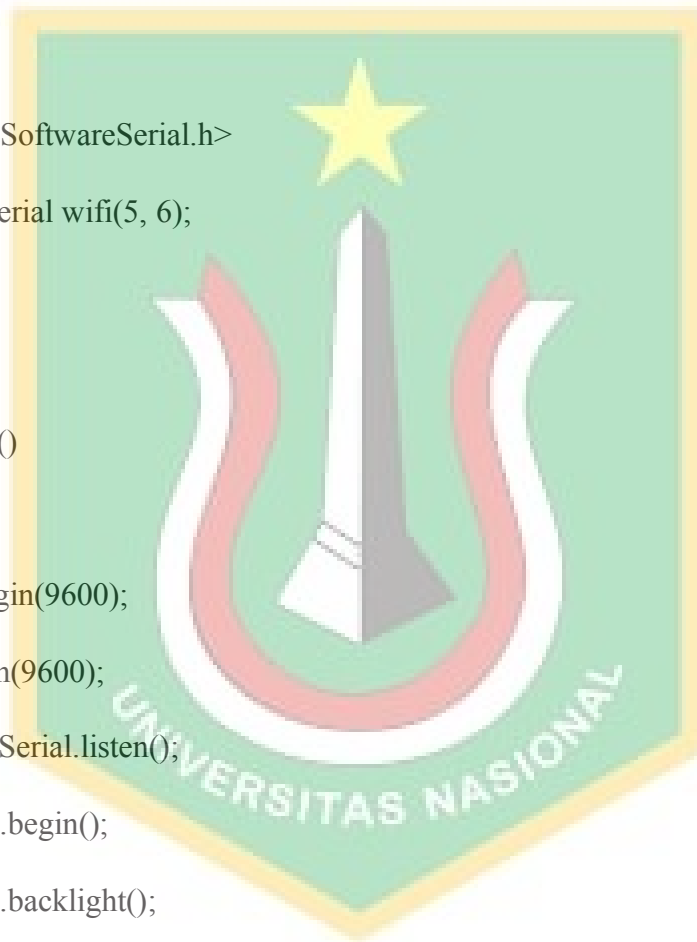 SoftwareSerial.h>
erial wifi(5, 6);
()
gin(9600);
n(9600);
Serial.listen();
.begin();
.backlight();
UNIVERSITAS NASIONAL